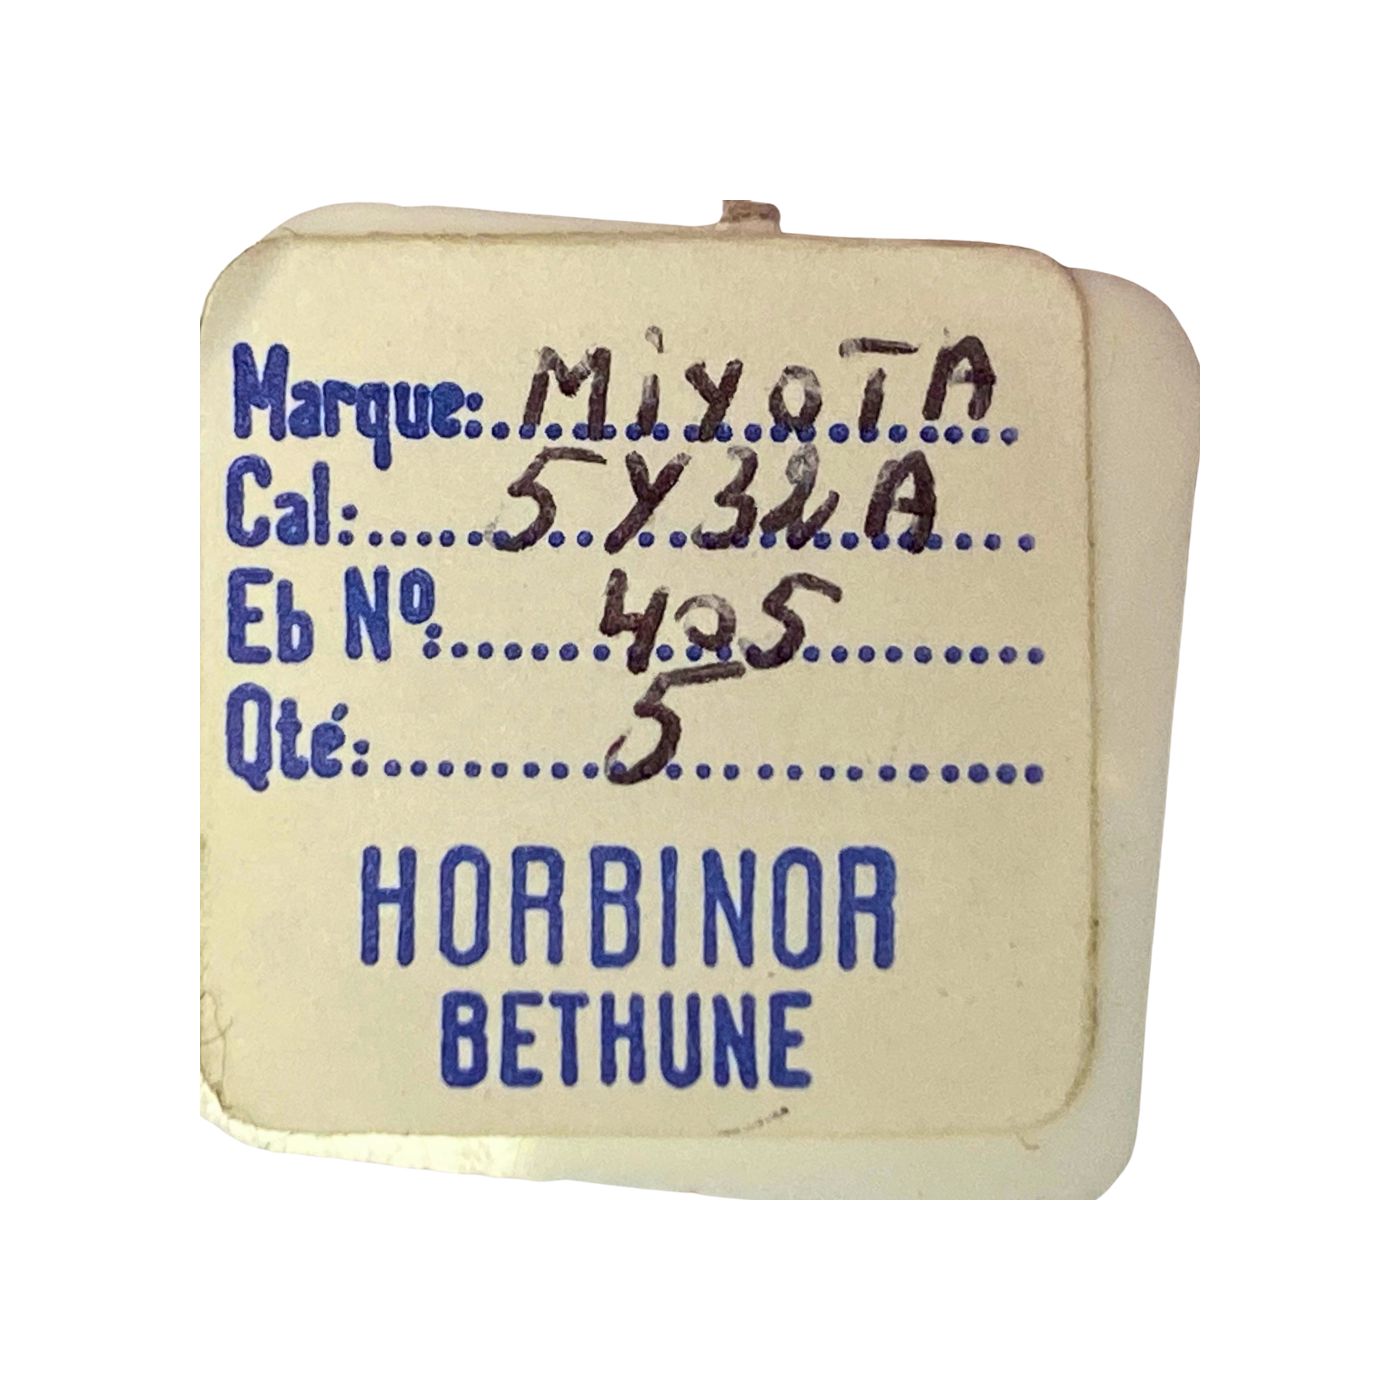 Marque: MiYOTA
Cal: 5Y32A
Eb Nº: 405
Qté: 5
HORBINOR
BETHUNE